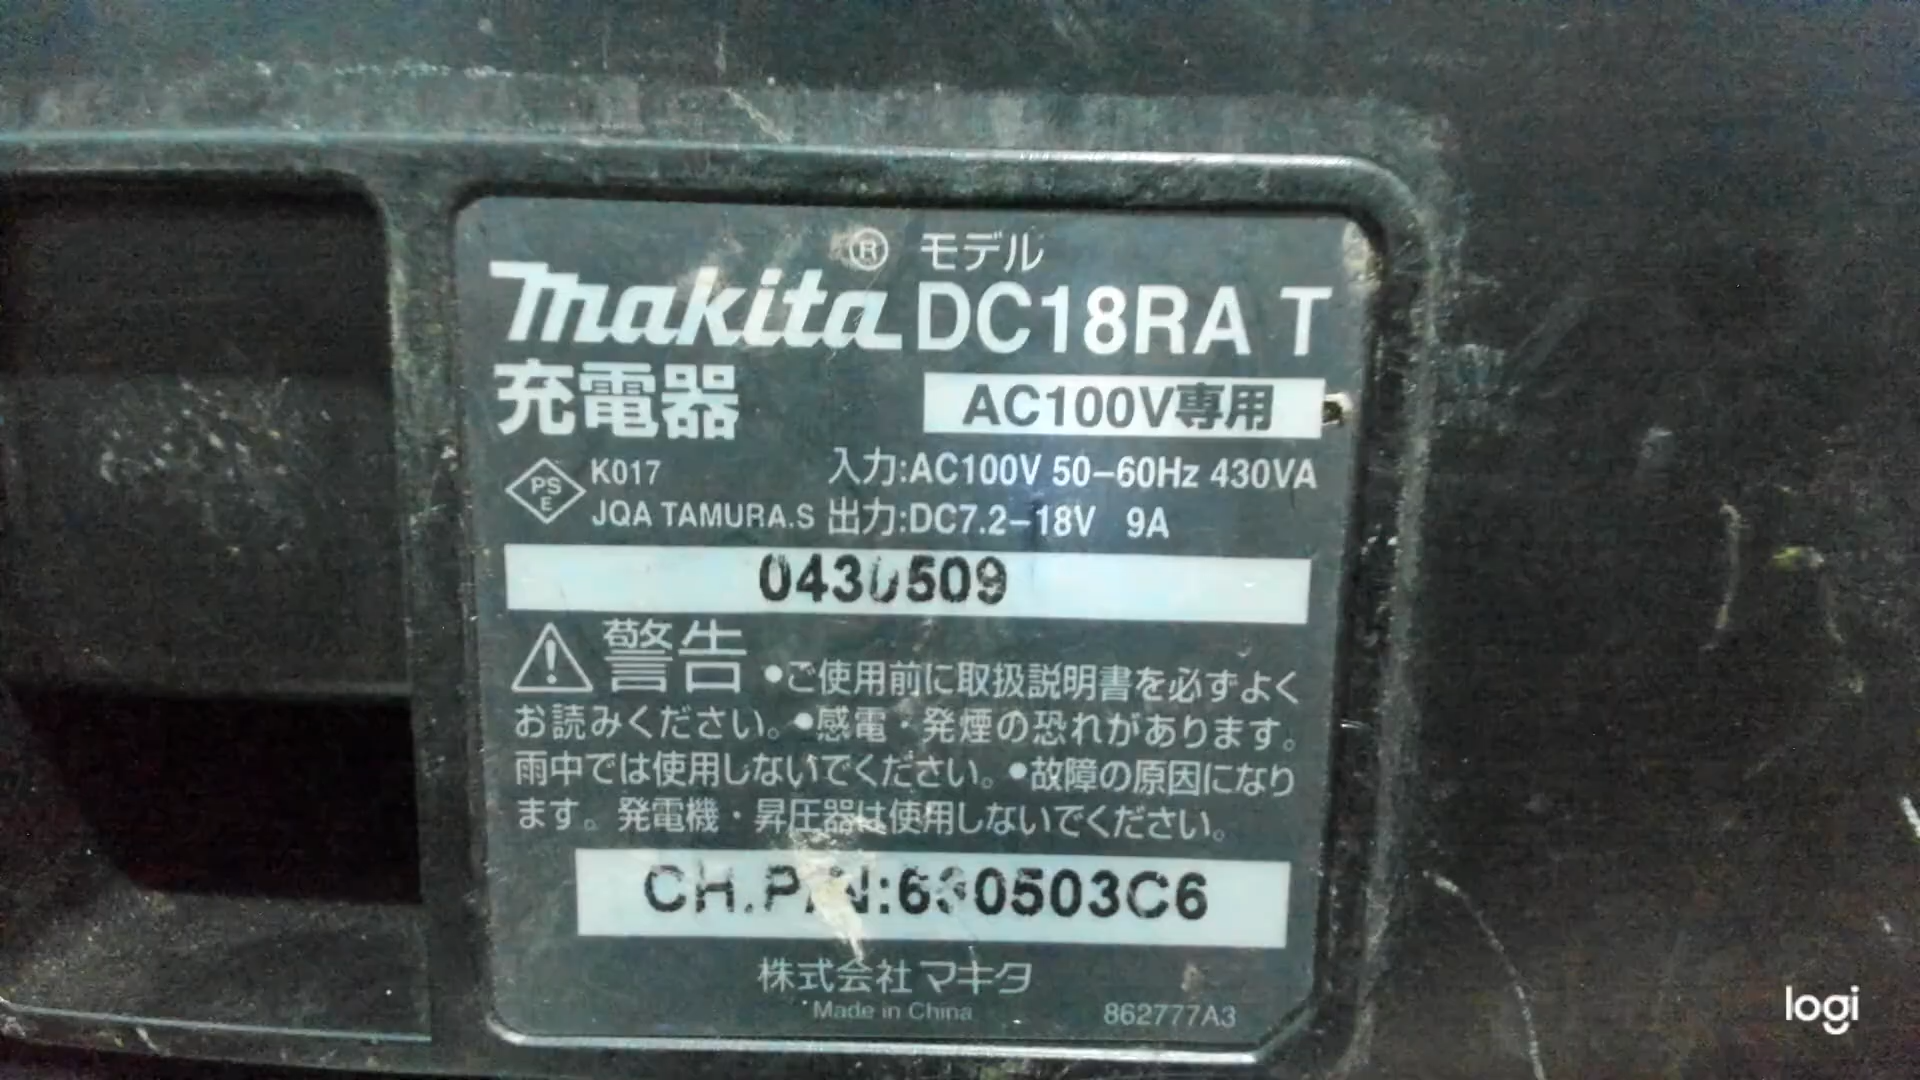 makita® モデル DC18RA T
充電器 AC100V専用
PSE K017 入力:AC100V 50-60Hz 430VA
JQA TAMURA.S 出力:DC7.2-18V 9A
0430509
警告 •ご使用前に取扱説明書を必ずよく
お読みください。•感電・発煙の恐れがあります。
雨中では使用しないでください。•故障の原因になり
ます。発電機・昇圧器は使用しないでください。
CH.P/N:630503C6
株式会社マキタ
Made in China 862777A3
logi